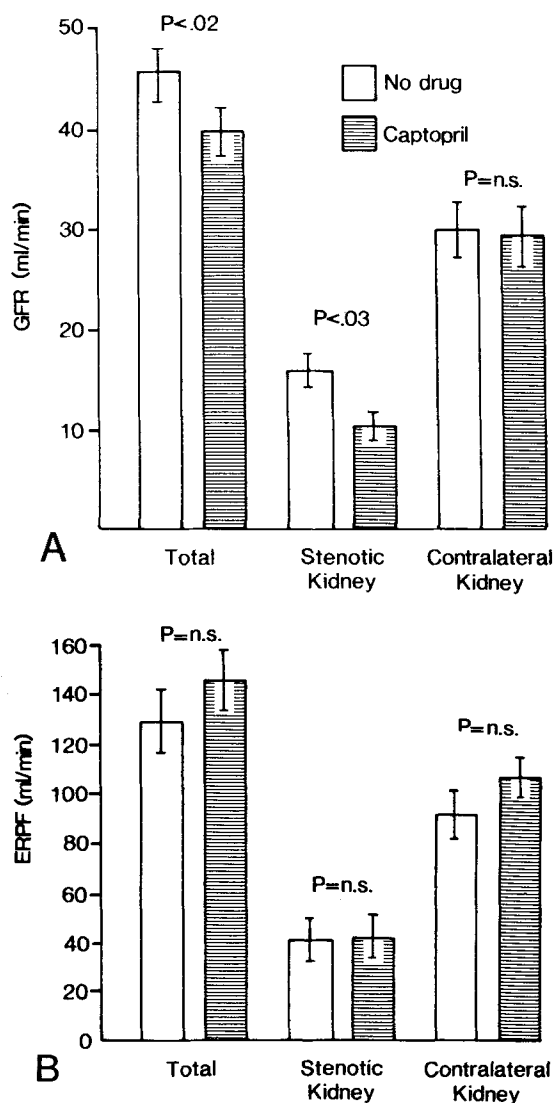 P<.02
50
40
30
20
10
GFR (ml/min)
No drug
Captopril
P<.03
P=n.s.
A
Total
Stenotic
Kidney
Contralateral
Kidney
160
140
120
100
80
60
40
20
0
ERPF (ml/min)
P=n.s.
P=n.s.
P=n.s.
B
Total
Stenotic
Kidney
Contralateral
Kidney